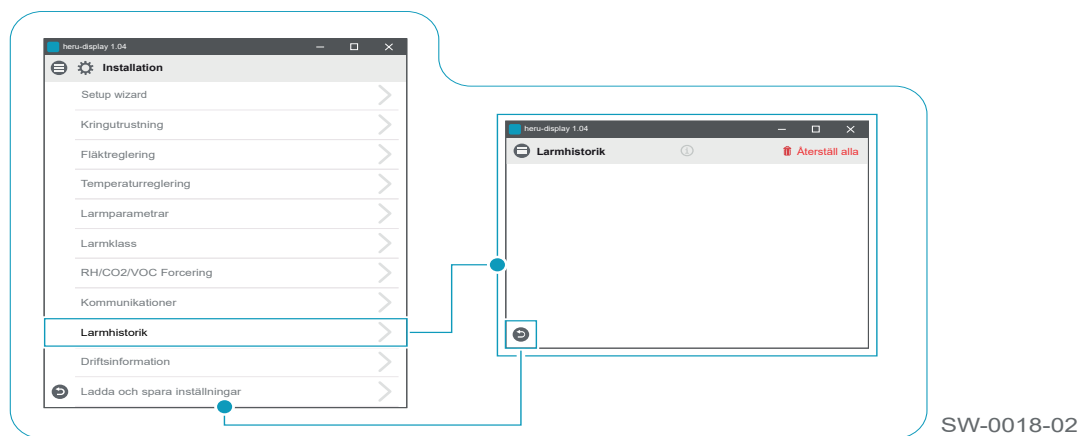 heru-display 1.04
Installation
Setup wizard
Kringutrustning
Fläktreglering
Temperaturreglering
Larmparametrar
Larmklass
RH/CO2/VOC Forcering
Kommunikationer
Larmhistorik
Driftsinformation
Ladda och spara inställningar
heru-display 1.04
Larmhistorik
Återställ alla
SW-0018-02